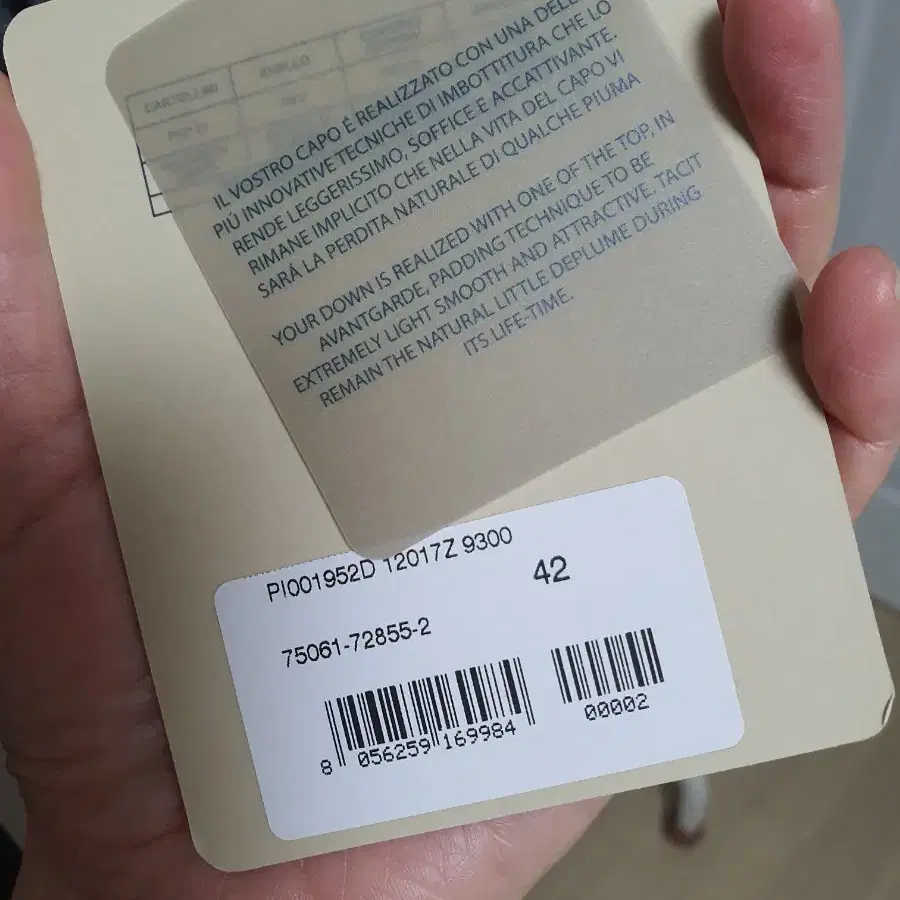 IL VOSTRO CAPO É REALIZZATO CON UNA DELLE
PIÚ INNOVATIVE TECNICHE DI IMBOTTITURA CHE LO
RENDE LEGGERISSIMO, SOFFICE E ACCATTIVANTE.
RIMANE IMPLICITO CHE NELLA VITA DEL CAPO VI
SARÁ LA PERDITA NATURALE DI QUALCHE PIUMA
YOUR DOWN IS REALIZED WITH ONE OF THE TOP, IN
AVANTGARDE, PADDING TECHNIQUE TO BE
EXTREMELY LIGHT SMOOTH AND ATTRACTIVE. TACIT
REMAIN THE NATURAL LITTLE DEPLUME DURING
ITS LIFE-TIME.
PI001952D 12017Z 9300
42
75061-72855-2
8 056259 169984
00002